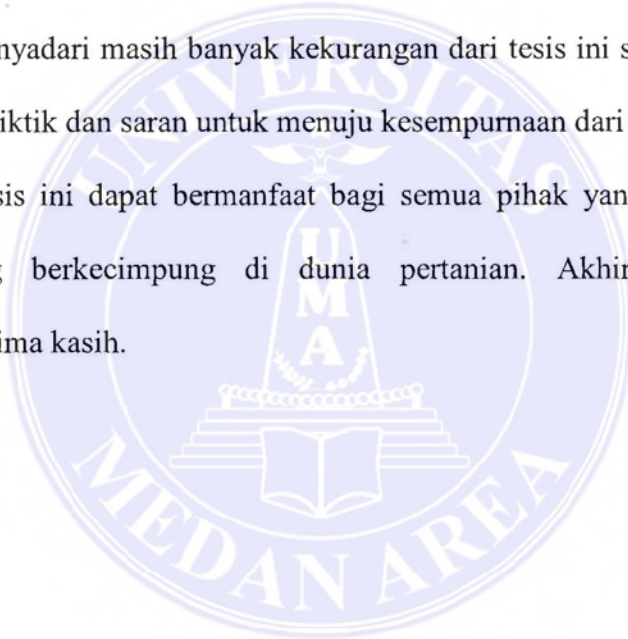 nyadari masih banyak kekurangan dari tesis ini s
iktik dan saran untuk menuju kesempurnaan dari
sis ini dapat bermanfaat bagi semua pihak yan
berkecimpung di dunia pertanian. Akhir
ima kasih.
UNIVERSITAS
UMA
MEDAN AREA